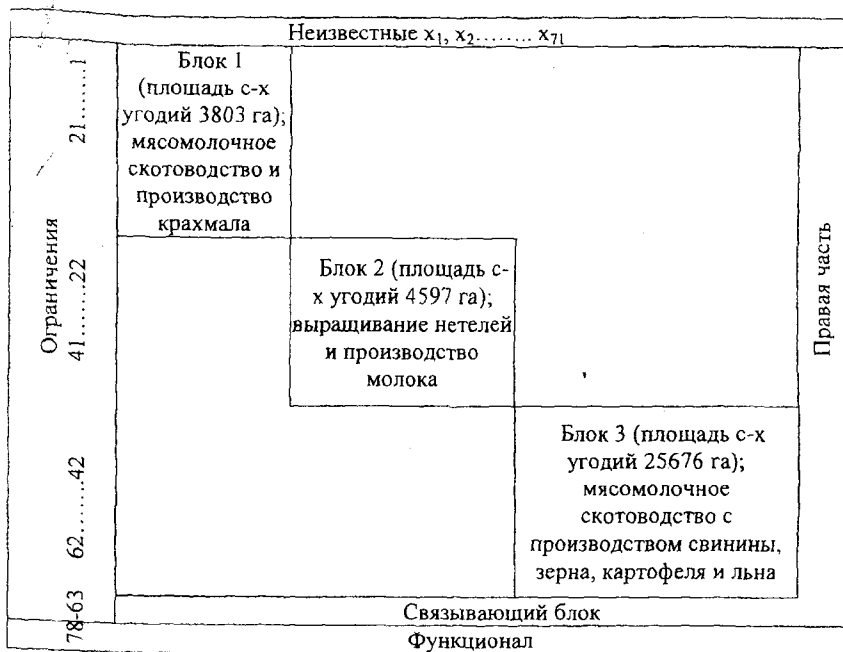 Неизвестные x₁, x₂........ x₇₁
Ограничения
21........1
Блок 1
(площадь с-х
угодий 3803 га);
мясомолочное
скотоводство и
производство
крахмала
41........22
Блок 2 (площадь с-
х угодий 4597 га);
выращивание нетелей
и производство
молока
62........42
Блок 3 (площадь с-х
угодий 25676 га);
мясомолочное
скотоводство с
производством свинины,
зерна, картофеля и льна
Правая часть
78-63
Связывающий блок
Функционал